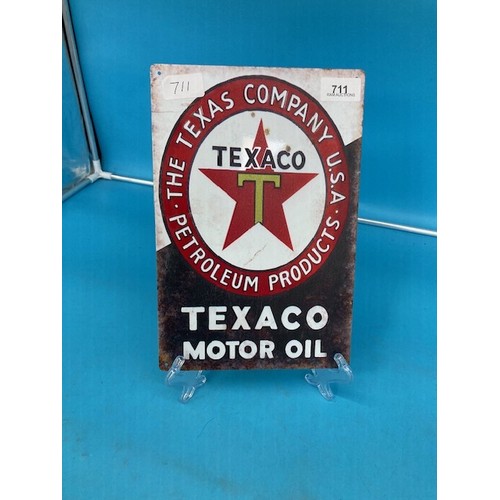 711
711
THE TEXAS COMPANY U.S.A.
TEXACO
T
PETROLEUM PRODUCTS
TEXACO
MOTOR OIL